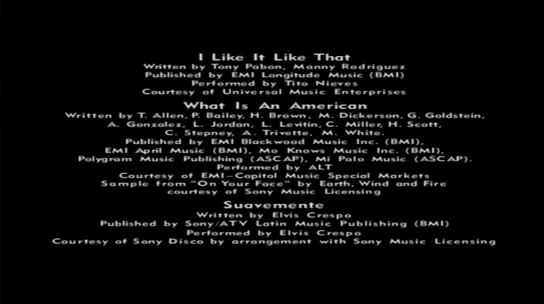 I Like It Like That
Written by Tony Pabon, Manny Rodriguez
Published by EMI Longitude Music (BMI)
Performed by Tito Nieves
Courtesy of Universal Music Enterprises
What Is An American
Written by T. Allen, P. Bailey, H. Brown, M. Dickerson, G. Goldstein,
A. Gonzalez, L. Jordan, L. Levitin, C. Miller, H. Scott,
C. Stepney, A. Trivette, M. White.
Published by EMI Blackwood Music Inc. (BMI),
EMI April Music (BMI), Mo Knows Music Inc. (BMI),
Polygram Music Publishing (ASCAP), Mi Palo Music (ASCAP).
Performed by ALT
Courtesy of EMI-Capitol Music Special Markets
Sample from "On Your Face" by Earth, Wind and Fire
courtesy of Sony Music Licensing
Suavemente
Written by Elvis Crespo
Published by Sony/ATV Latin Music Publishing (BMI)
Performed by Elvis Crespo
Courtesy of Sony Disco by arrangement with Sony Music Licensing